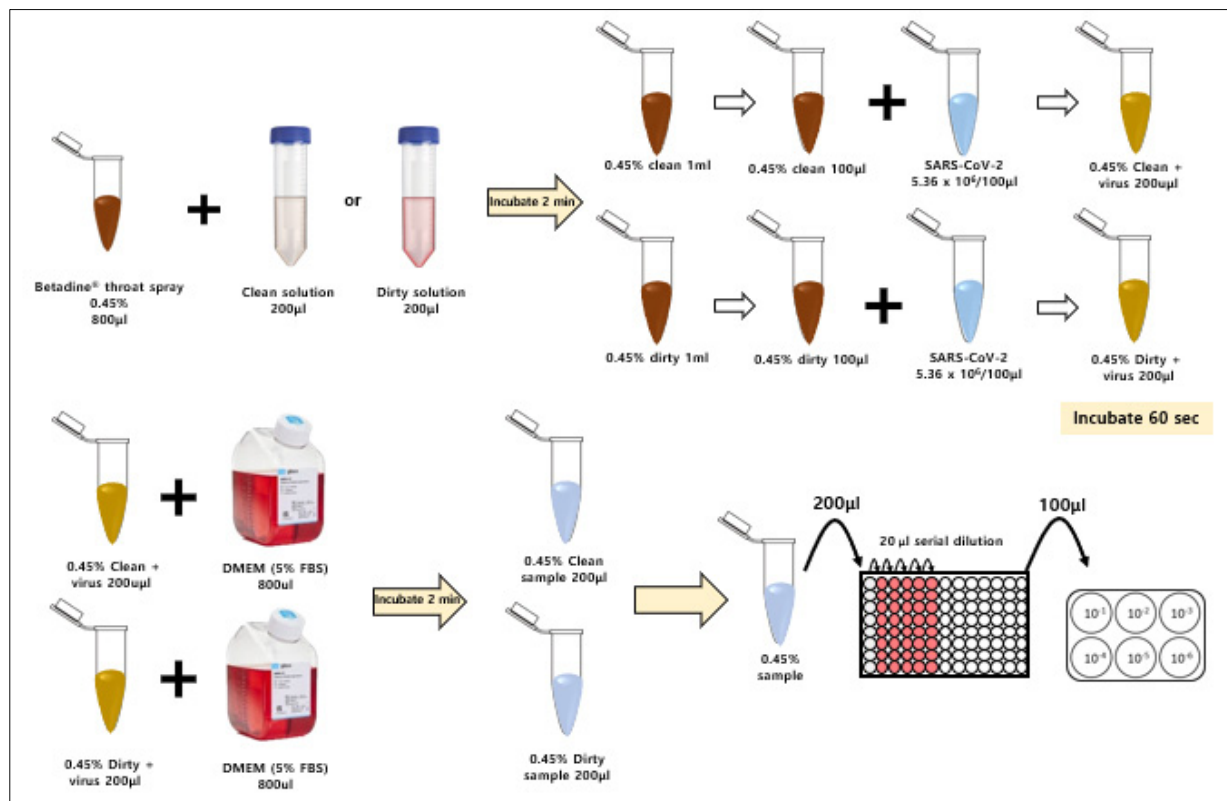 Betadine® throat spray
0.45%
800µl
Clean solution
200µl
or
Dirty solution
200µl
Incubate 2 min
0.45% clean 1ml
0.45% clean 100µl
SARS-CoV-2
5.36 x 10⁶/100µl
0.45% Clean +
virus 200uµl
0.45% dirty 1ml
0.45% dirty 100µl
SARS-CoV-2
5.36 x 10⁶/100µl
0.45% Dirty +
virus 200µl
Incubate 60 sec
0.45% Clean +
virus 200uµl
DMEM (5% FBS)
800ul
0.45% Dirty +
virus 200µl
DMEM (5% FBS)
800ul
Incubate 2 min
0.45% Clean
sample 200µl
0.45% Dirty
sample 200µl
0.45%
sample
200µl
20 µl serial dilution
100µl
10⁻¹ 10⁻² 10⁻³
10⁻⁴ 10⁻⁵ 10⁻⁶